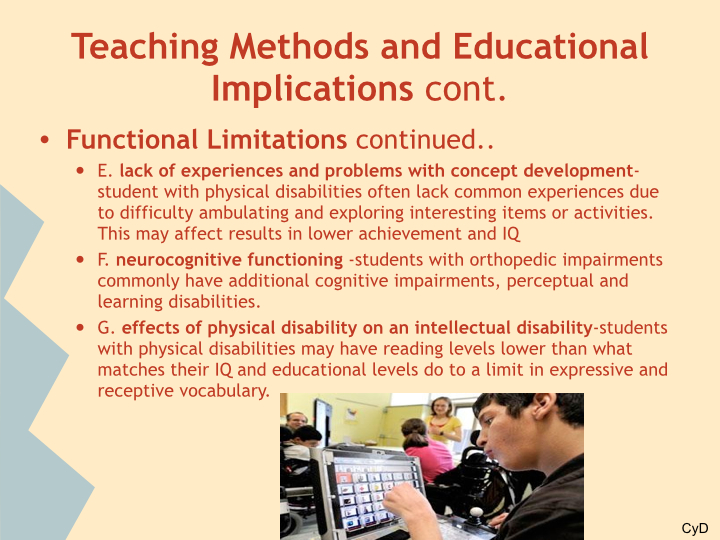 Teaching Methods and Educational
Implications cont.
• Functional Limitations continued..
• E. lack of experiences and problems with concept development-
student with physical disabilities often lack common experiences due
to difficulty ambulating and exploring interesting items or activities.
This may affect results in lower achievement and IQ
• F. neurocognitive functioning -students with orthopedic impairments
commonly have additional cognitive impairments, perceptual and
learning disabilities.
• G. effects of physical disability on an intellectual disability-students
with physical disabilities may have reading levels lower than what
matches their IQ and educational levels do to a limit in expressive and
receptive vocabulary.
CyD